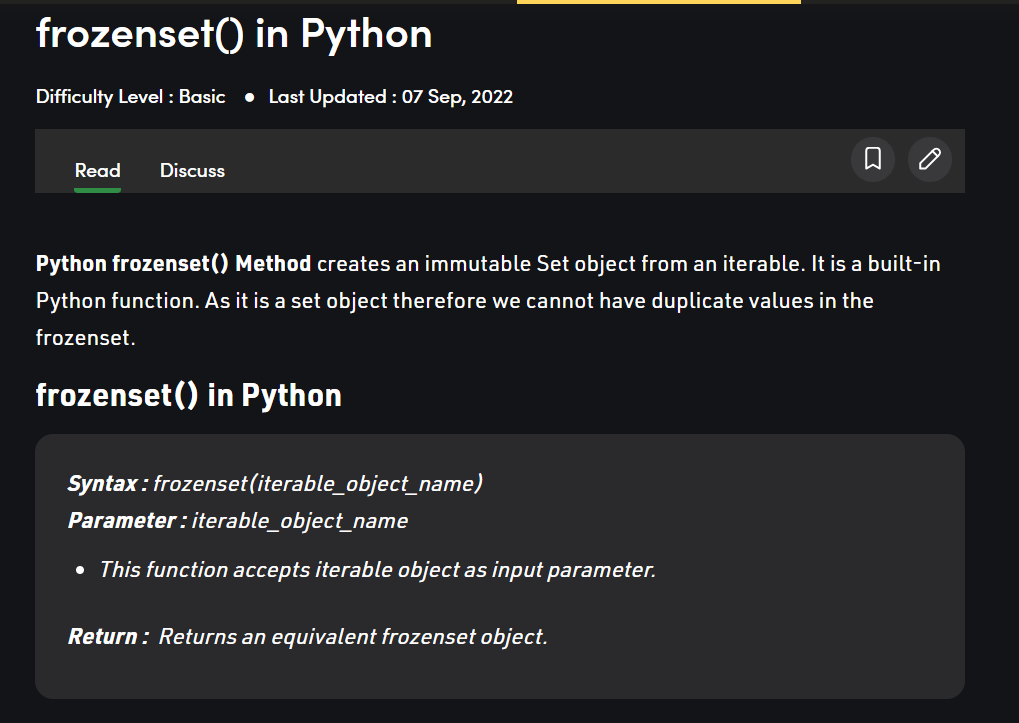 frozenset() in Python
Difficulty Level : Basic ● Last Updated : 07 Sep, 2022
Read Discuss
Python frozenset() Method creates an immutable Set object from an iterable. It is a built-in
Python function. As it is a set object therefore we cannot have duplicate values in the
frozenset.
frozenset() in Python
Syntax : frozenset(iterable_object_name)
Parameter : iterable_object_name
• This function accepts iterable object as input parameter.
Return : Returns an equivalent frozenset object.